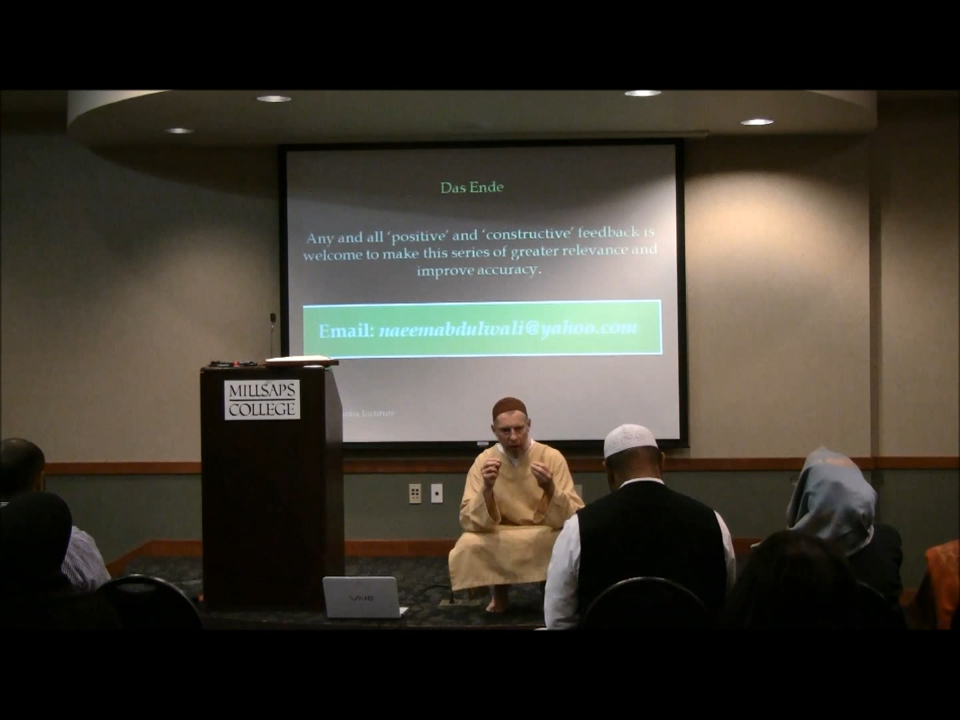 Das Ende
Any and all ‘positive’ and ‘constructive’ feedback is
welcome to make this series of greater relevance and
improve accuracy.
Email: naeemabdulwali@yahoo.com
MILLSAPS
COLLEGE
Institute
VAIO